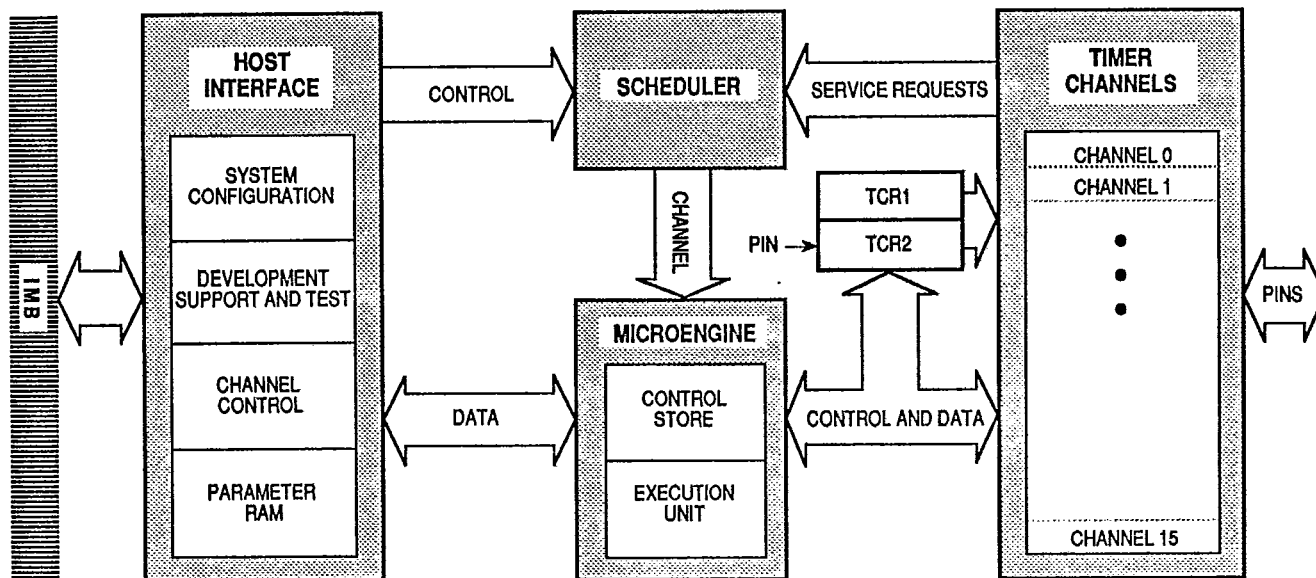 IMB
HOST
INTERFACE
SYSTEM
CONFIGURATION
DEVELOPMENT
SUPPORT AND TEST
CHANNEL
CONTROL
PARAMETER
RAM
CONTROL
DATA
SCHEDULER
CHANNEL
MICROENGINE
CONTROL
STORE
EXECUTION
UNIT
SERVICE REQUESTS
TCR1
PIN
TCR2
CONTROL AND DATA
TIMER
CHANNELS
CHANNEL 0
CHANNEL 1
CHANNEL 15
PINS